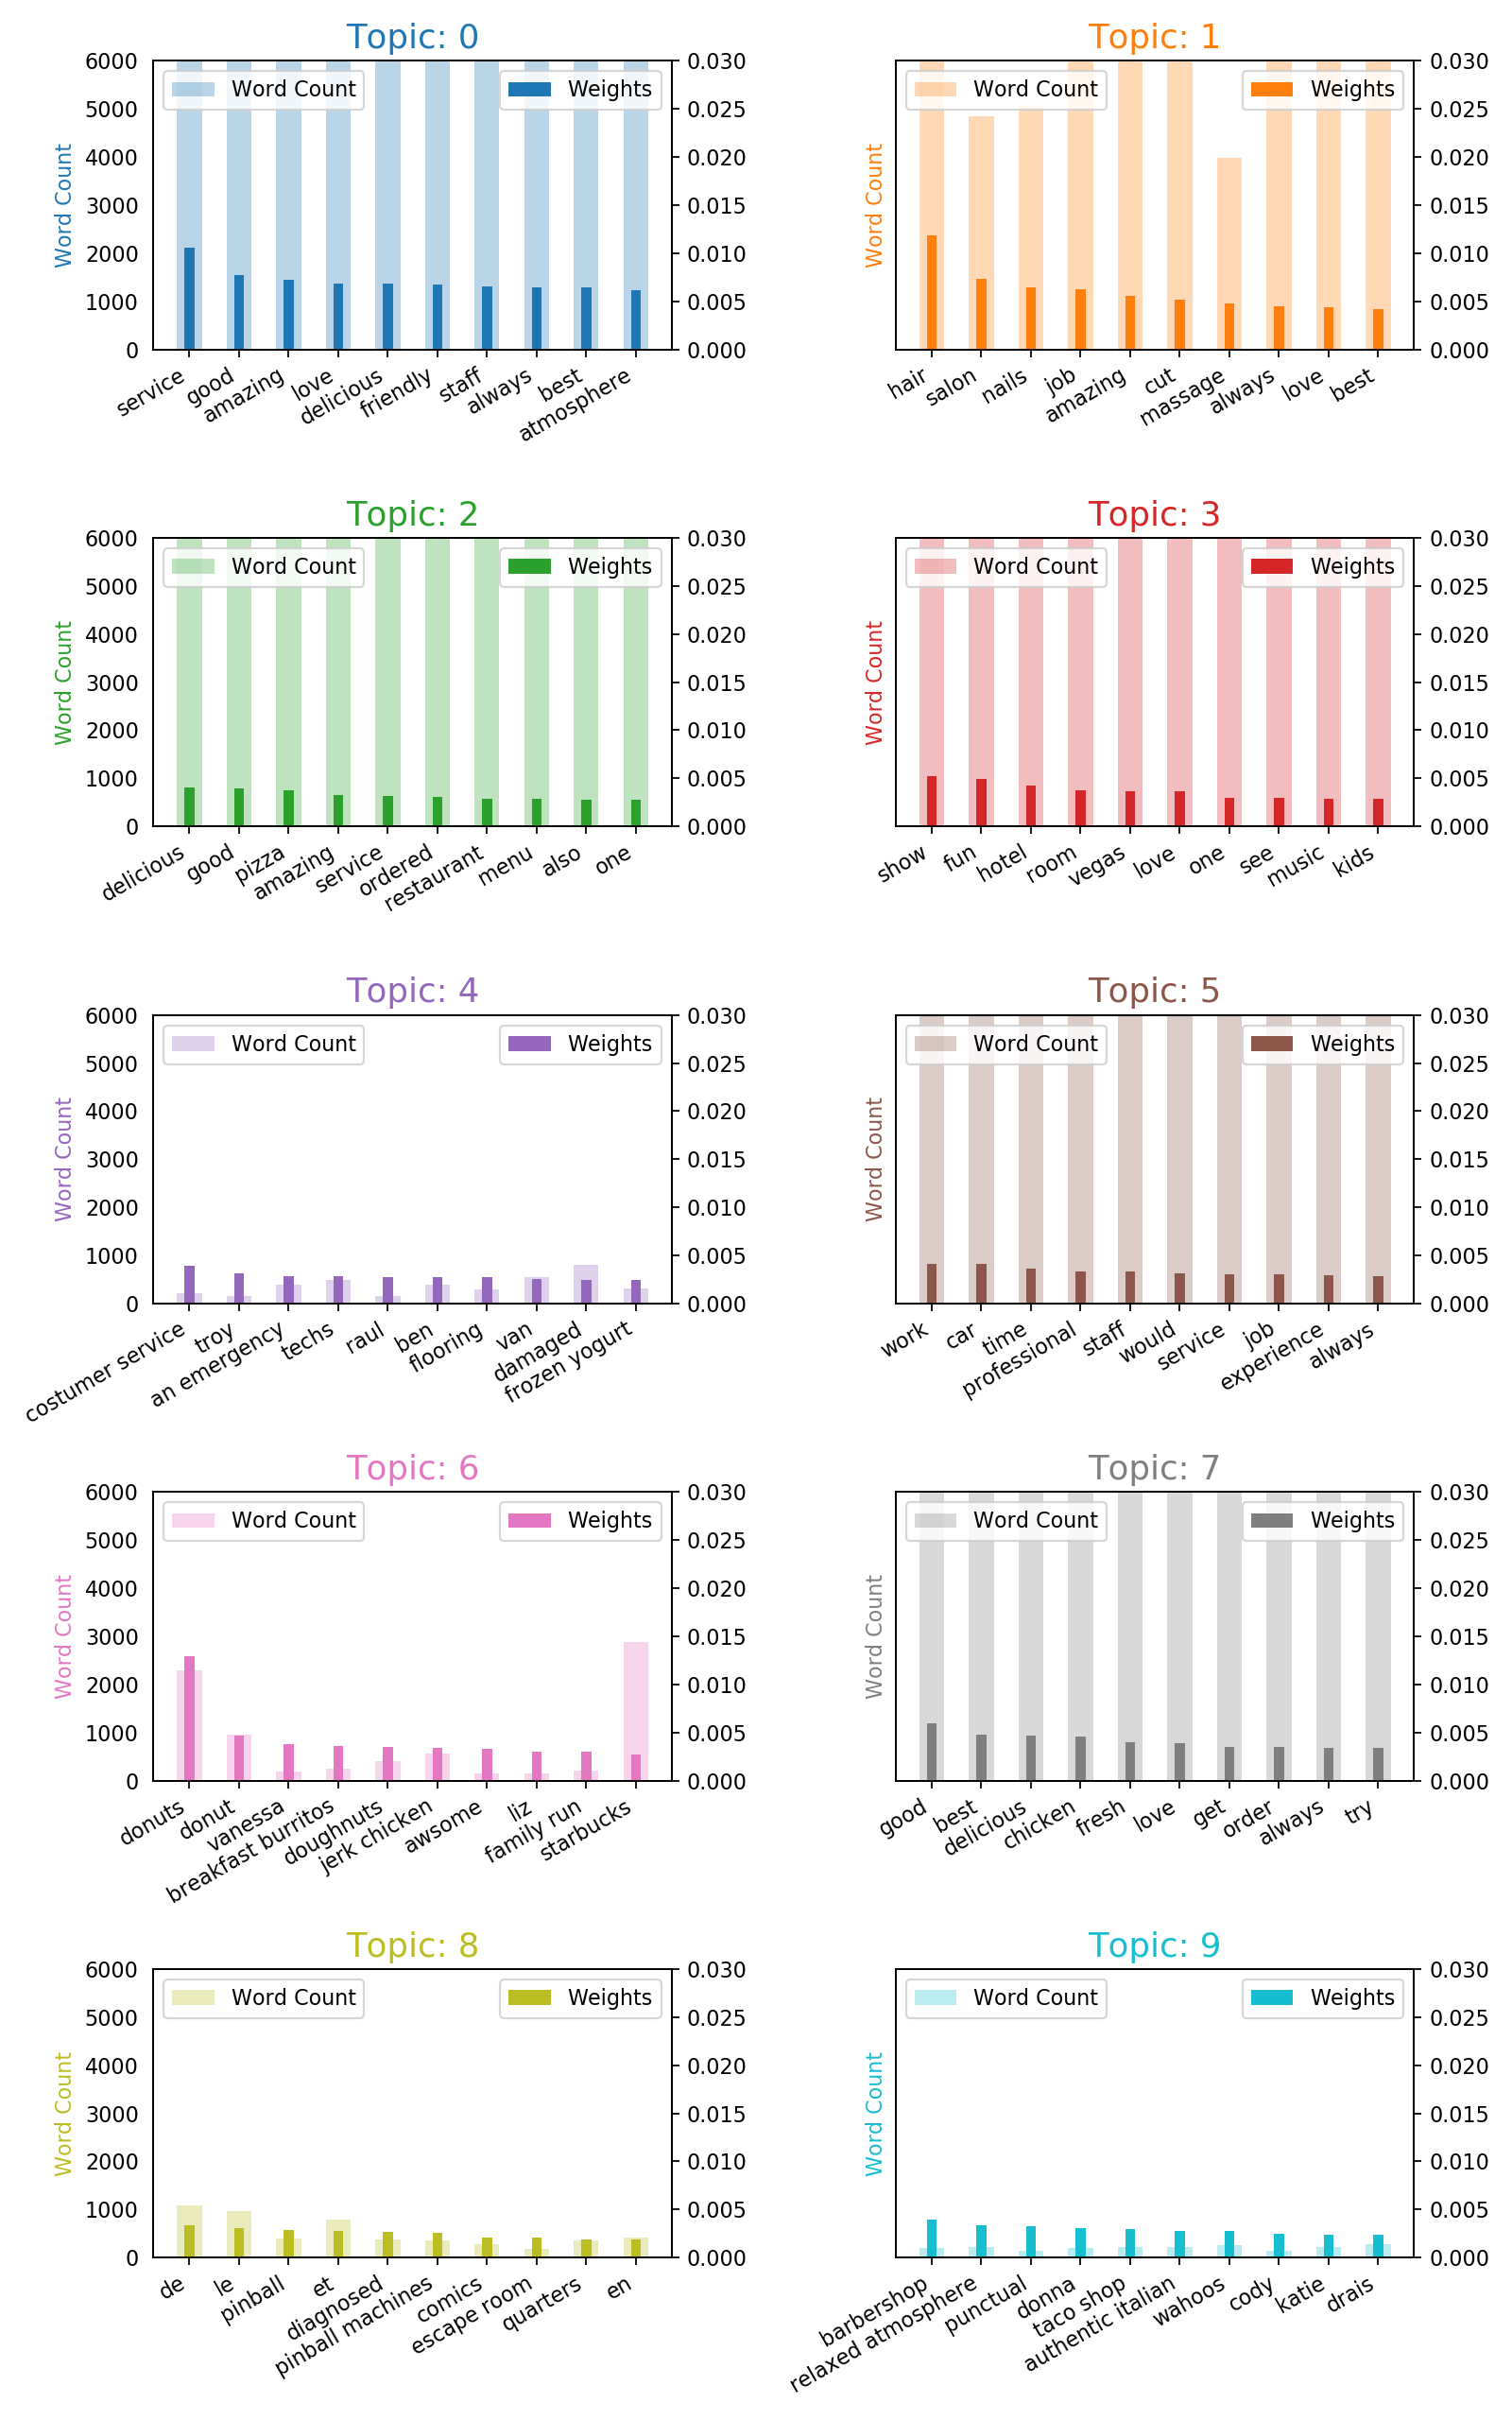 Topic: 0
6000
5000
4000
3000
2000
1000
0
Word Count
Word Count
Weights
0.030
0.025
0.020
0.015
0.010
0.005
0.000
service
good
amazing
love
delicious
friendly
staff
always
best
atmosphere
Topic: 1
Word Count
Word Count
Weights
0.030
0.025
0.020
0.015
0.010
0.005
0.000
hair
salon
nails
job
amazing
cut
massage
always
love
best
Topic: 2
6000
5000
4000
3000
2000
1000
0
Word Count
Word Count
Weights
0.030
0.025
0.020
0.015
0.010
0.005
0.000
delicious
good
pizza
amazing
service
ordered
restaurant
menu
also
one
Topic: 3
Word Count
Word Count
Weights
0.030
0.025
0.020
0.015
0.010
0.005
0.000
show
fun
hotel
room
vegas
love
one
see
music
kids
Topic: 4
6000
5000
4000
3000
2000
1000
0
Word Count
Word Count
Weights
0.030
0.025
0.020
0.015
0.010
0.005
0.000
costumer service
troy
an emergency
techs
raul
ben
flooring
van
damaged
frozen yogurt
Topic: 5
Word Count
Word Count
Weights
0.030
0.025
0.020
0.015
0.010
0.005
0.000
work
car
time
professional
staff
would
service
job
experience
always
Topic: 6
6000
5000
4000
3000
2000
1000
0
Word Count
Word Count
Weights
0.030
0.025
0.020
0.015
0.010
0.005
0.000
donuts
donut
vanessa
breakfast burritos
doughnuts
jerk chicken
awsome
liz
family run
starbucks
Topic: 7
Word Count
Word Count
Weights
0.030
0.025
0.020
0.015
0.010
0.005
0.000
good
best
delicious
chicken
fresh
love
get
order
always
try
Topic: 8
6000
5000
4000
3000
2000
1000
0
Word Count
Word Count
Weights
0.030
0.025
0.020
0.015
0.010
0.005
0.000
de
le
pinball
et
diagnosed
pinball machines
comics
escape room
quarters
en
Topic: 9
Word Count
Word Count
Weights
0.030
0.025
0.020
0.015
0.010
0.005
0.000
barbershop
relaxed atmosphere
punctual
donna
taco shop
authentic italian
wahoos
cody
katie
drais